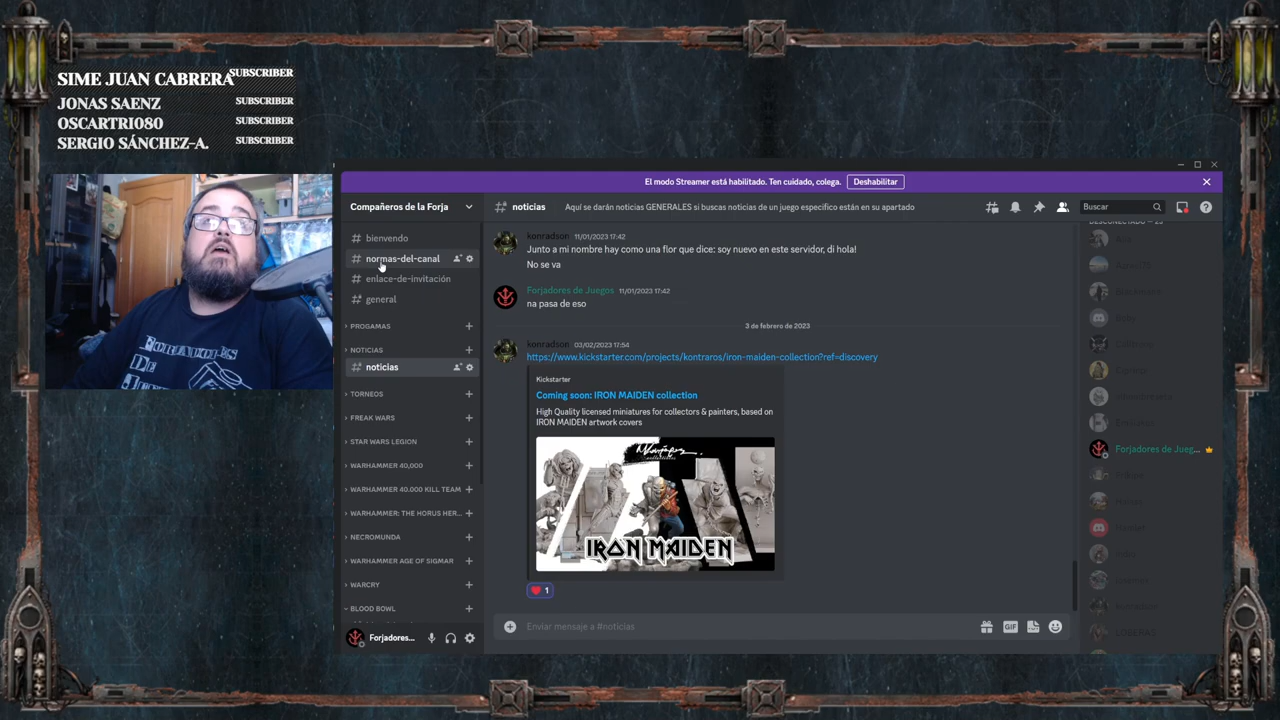 SIME JUAN CABRERA SUBSCRIBER
JONAS SAENZ SUBSCRIBER
OSCARTRI080 SUBSCRIBER
SERGIO SÁNCHEZ-A. SUBSCRIBER
FORJADORES
DE
El modo Streamer está habilitado. Ten cuidado, colega. Deshabilitar
Compañeros de la Forja
# noticias Aquí se darán noticias GENERALES si buscas noticias de un juego especifico están en su apartado
Buscar
# bienvendo
# normas-del-canal
# enlace-de-invitación
# general
PROGAMAS
NOTICIAS
# noticias
TORNEOS
FREAK WARS
STAR WARS LEGION
WARHAMMER 40,000
WARHAMMER 40.000 KILL TEAM
WARHAMMER: THE HORUS HER...
NECROMUNDA
WARHAMMER AGE OF SIGMAR
WARCRY
BLOOD BOWL
Forjadores...
konradson 11/01/2023 17:42
Junto a mi nombre hay como una flor que dice: soy nuevo en este servidor, di hola!
No se va
Forjadores de Juegos 11/01/2023 17:42
na pasa de eso
3 de febrero de 2023
konradson 03/02/2023 17:54
https://www.kickstarter.com/projects/kontraros/iron-maiden-collection?ref=discovery
Kickstarter
Coming soon: IRON MAIDEN collection
High Quality licensed miniatures for collectors & painters, based on
IRON MAIDEN artwork covers
IRON MAIDEN
1
Enviar mensaje a #noticias
GIF
Forjadores de Jueg...